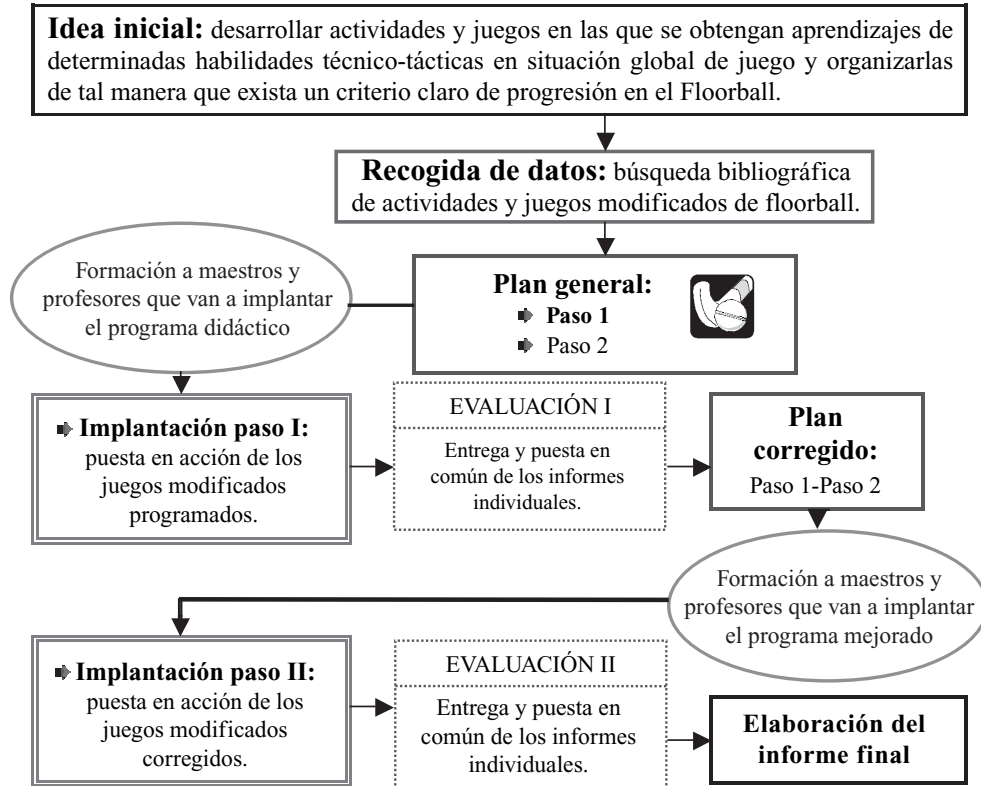 Idea inicial: desarrollar actividades y juegos en las que se obtengan aprendizajes de
determinadas habilidades técnico-tácticas en situación global de juego y organizarlas
de tal manera que exista un criterio claro de progresión en el Floorball.
Recogida de datos: búsqueda bibliográfica
de actividades y juegos modificados de floorball.
Formación a maestros y
profesores que van a implantar
el programa didáctico
Plan general:
Paso 1
Paso 2
Implantación paso I:
puesta en acción de los
juegos modificados
programados.
EVALUACIÓN I
Entrega y puesta en
común de los informes
individuales.
Plan
corregido:
Paso 1-Paso 2
Formación a maestros y
profesores que van a implantar
el programa mejorado
Implantación paso II:
puesta en acción de los
juegos modificados
corregidos.
EVALUACIÓN II
Entrega y puesta en
común de los informes
individuales.
Elaboración del
informe final